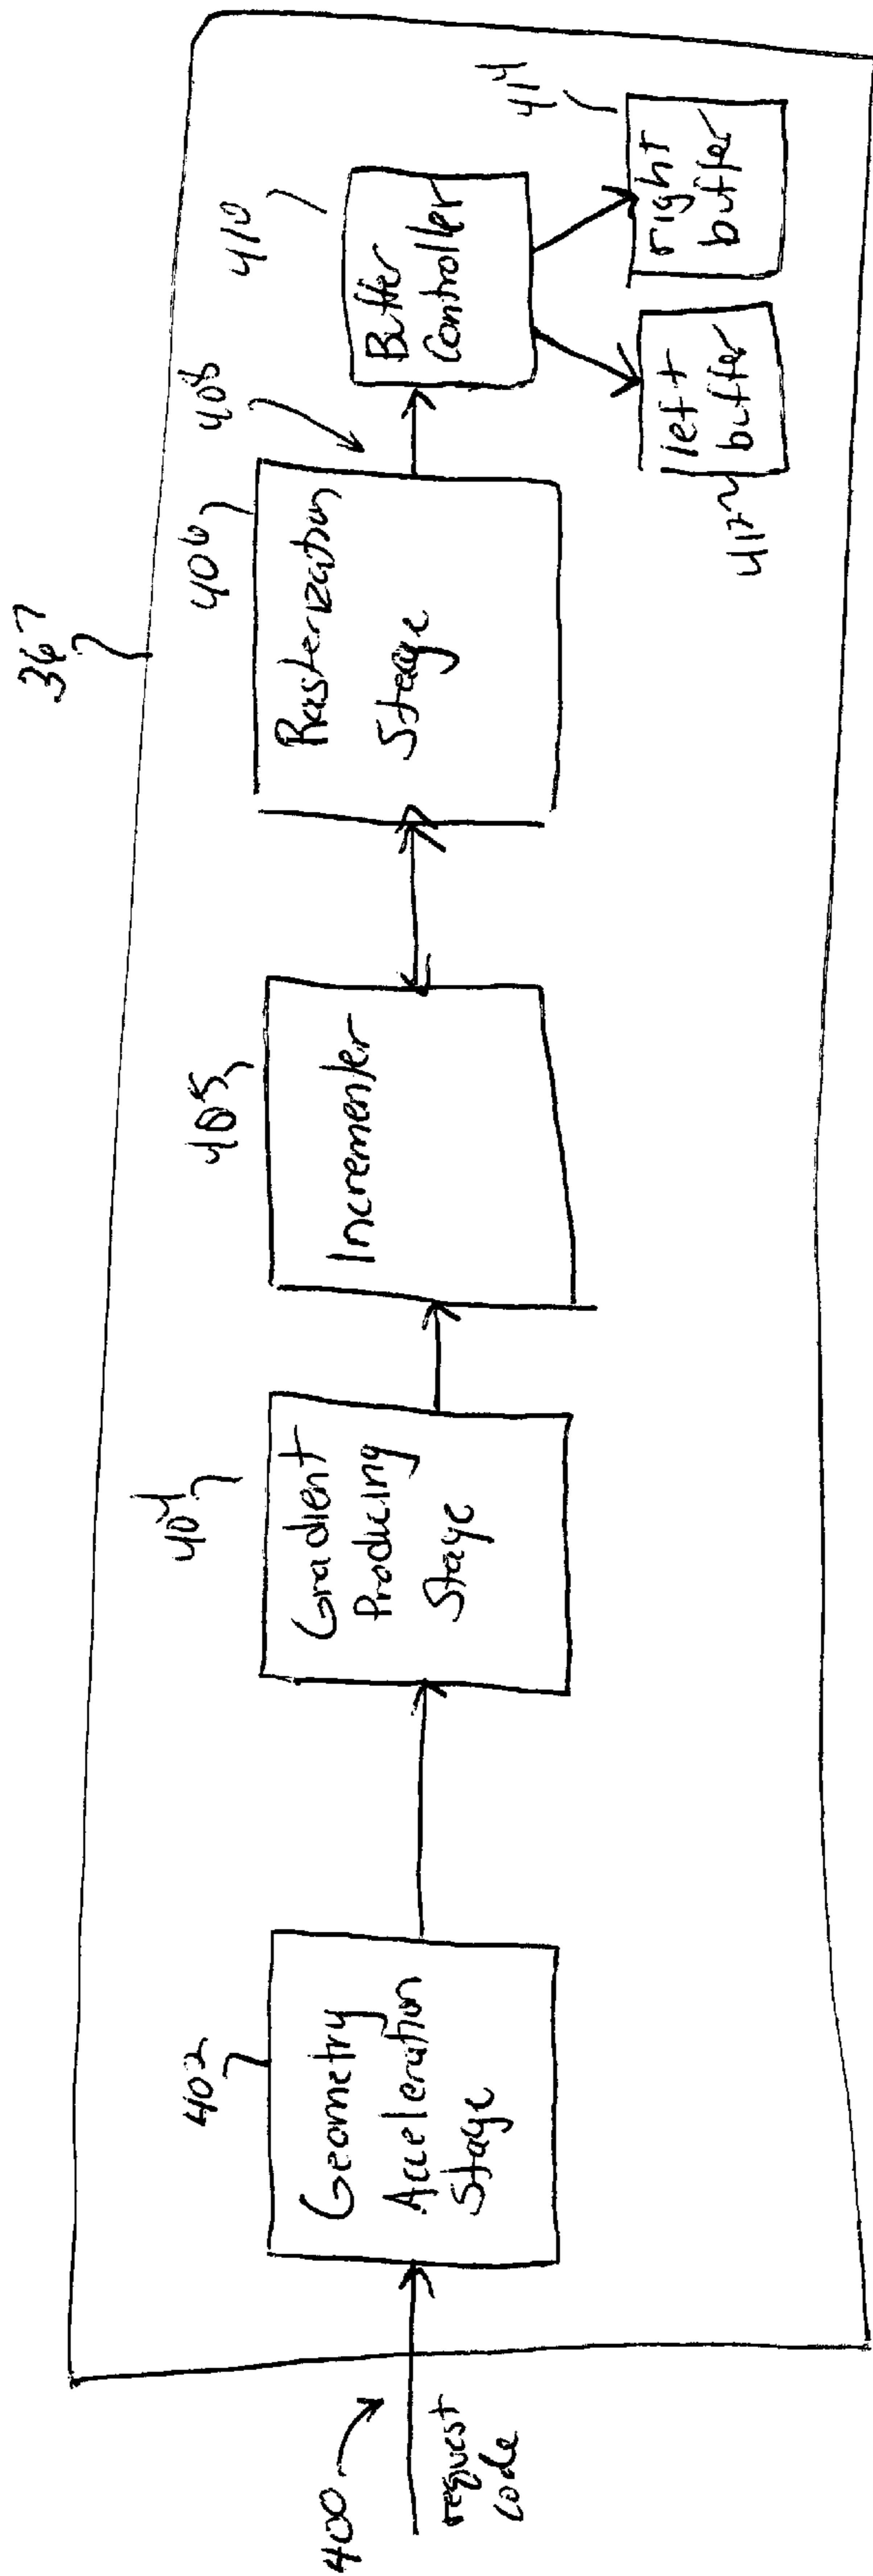 367
400
request
code
402
Geometry
Acceleration
Stage
404
Gradient
Producing
Stage
405
Incrementer
406
Rasterization
Stage
408
410
Buffer
Controller
412
left
buffer
414
right
buffer